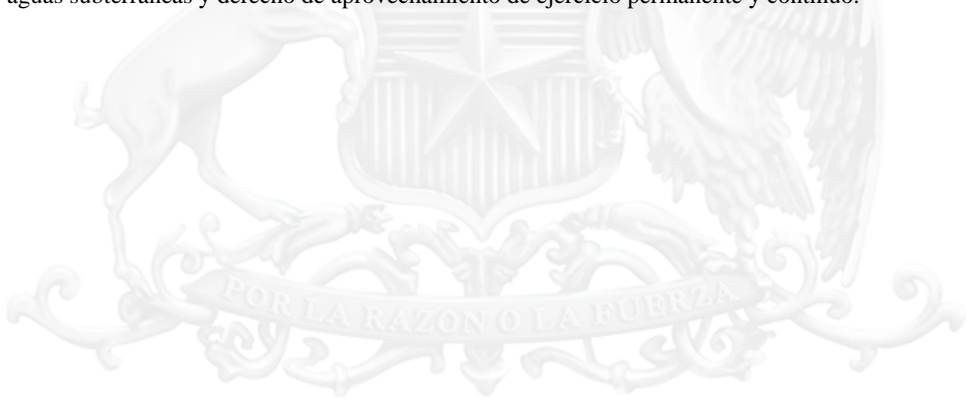 aguas subterráneas y derecho de aprovechamiento de ejercicio permanente y continuo.
POR LA RAZON O LA FUERZA